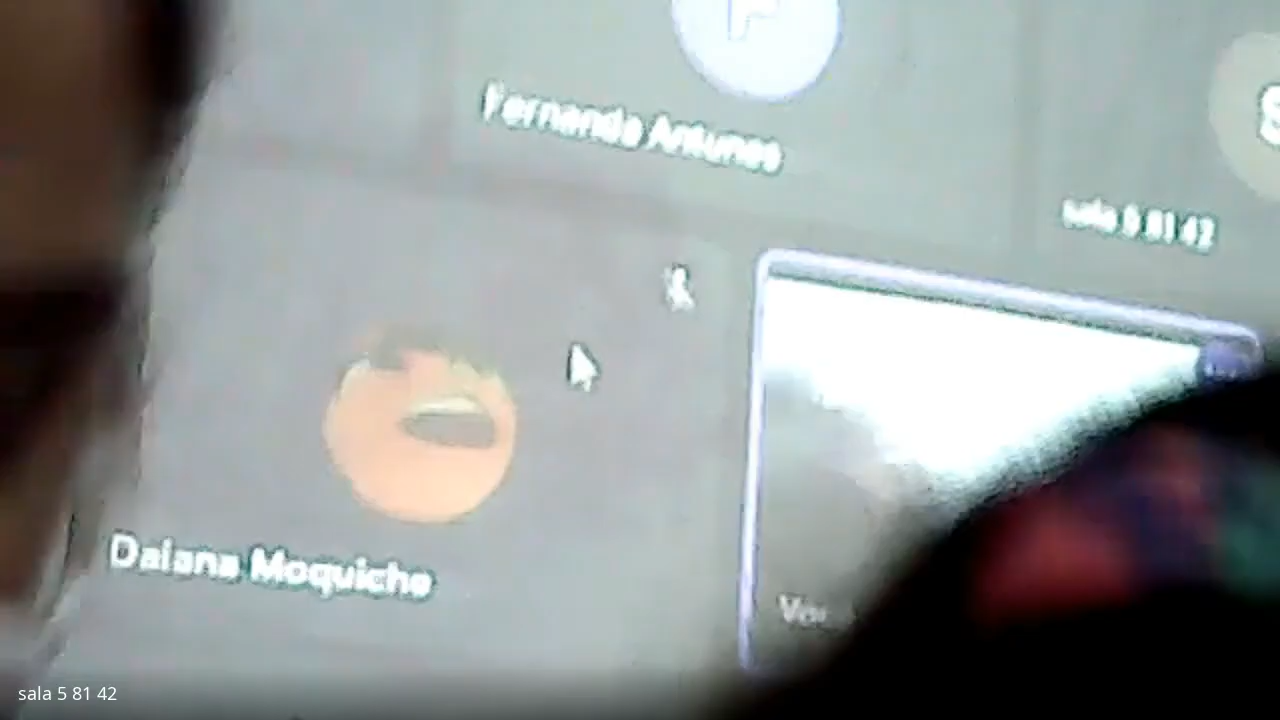 F
Fernanda Antunes
S
sala 5 81 42
Daiana Moquiche
sala 5 81 42